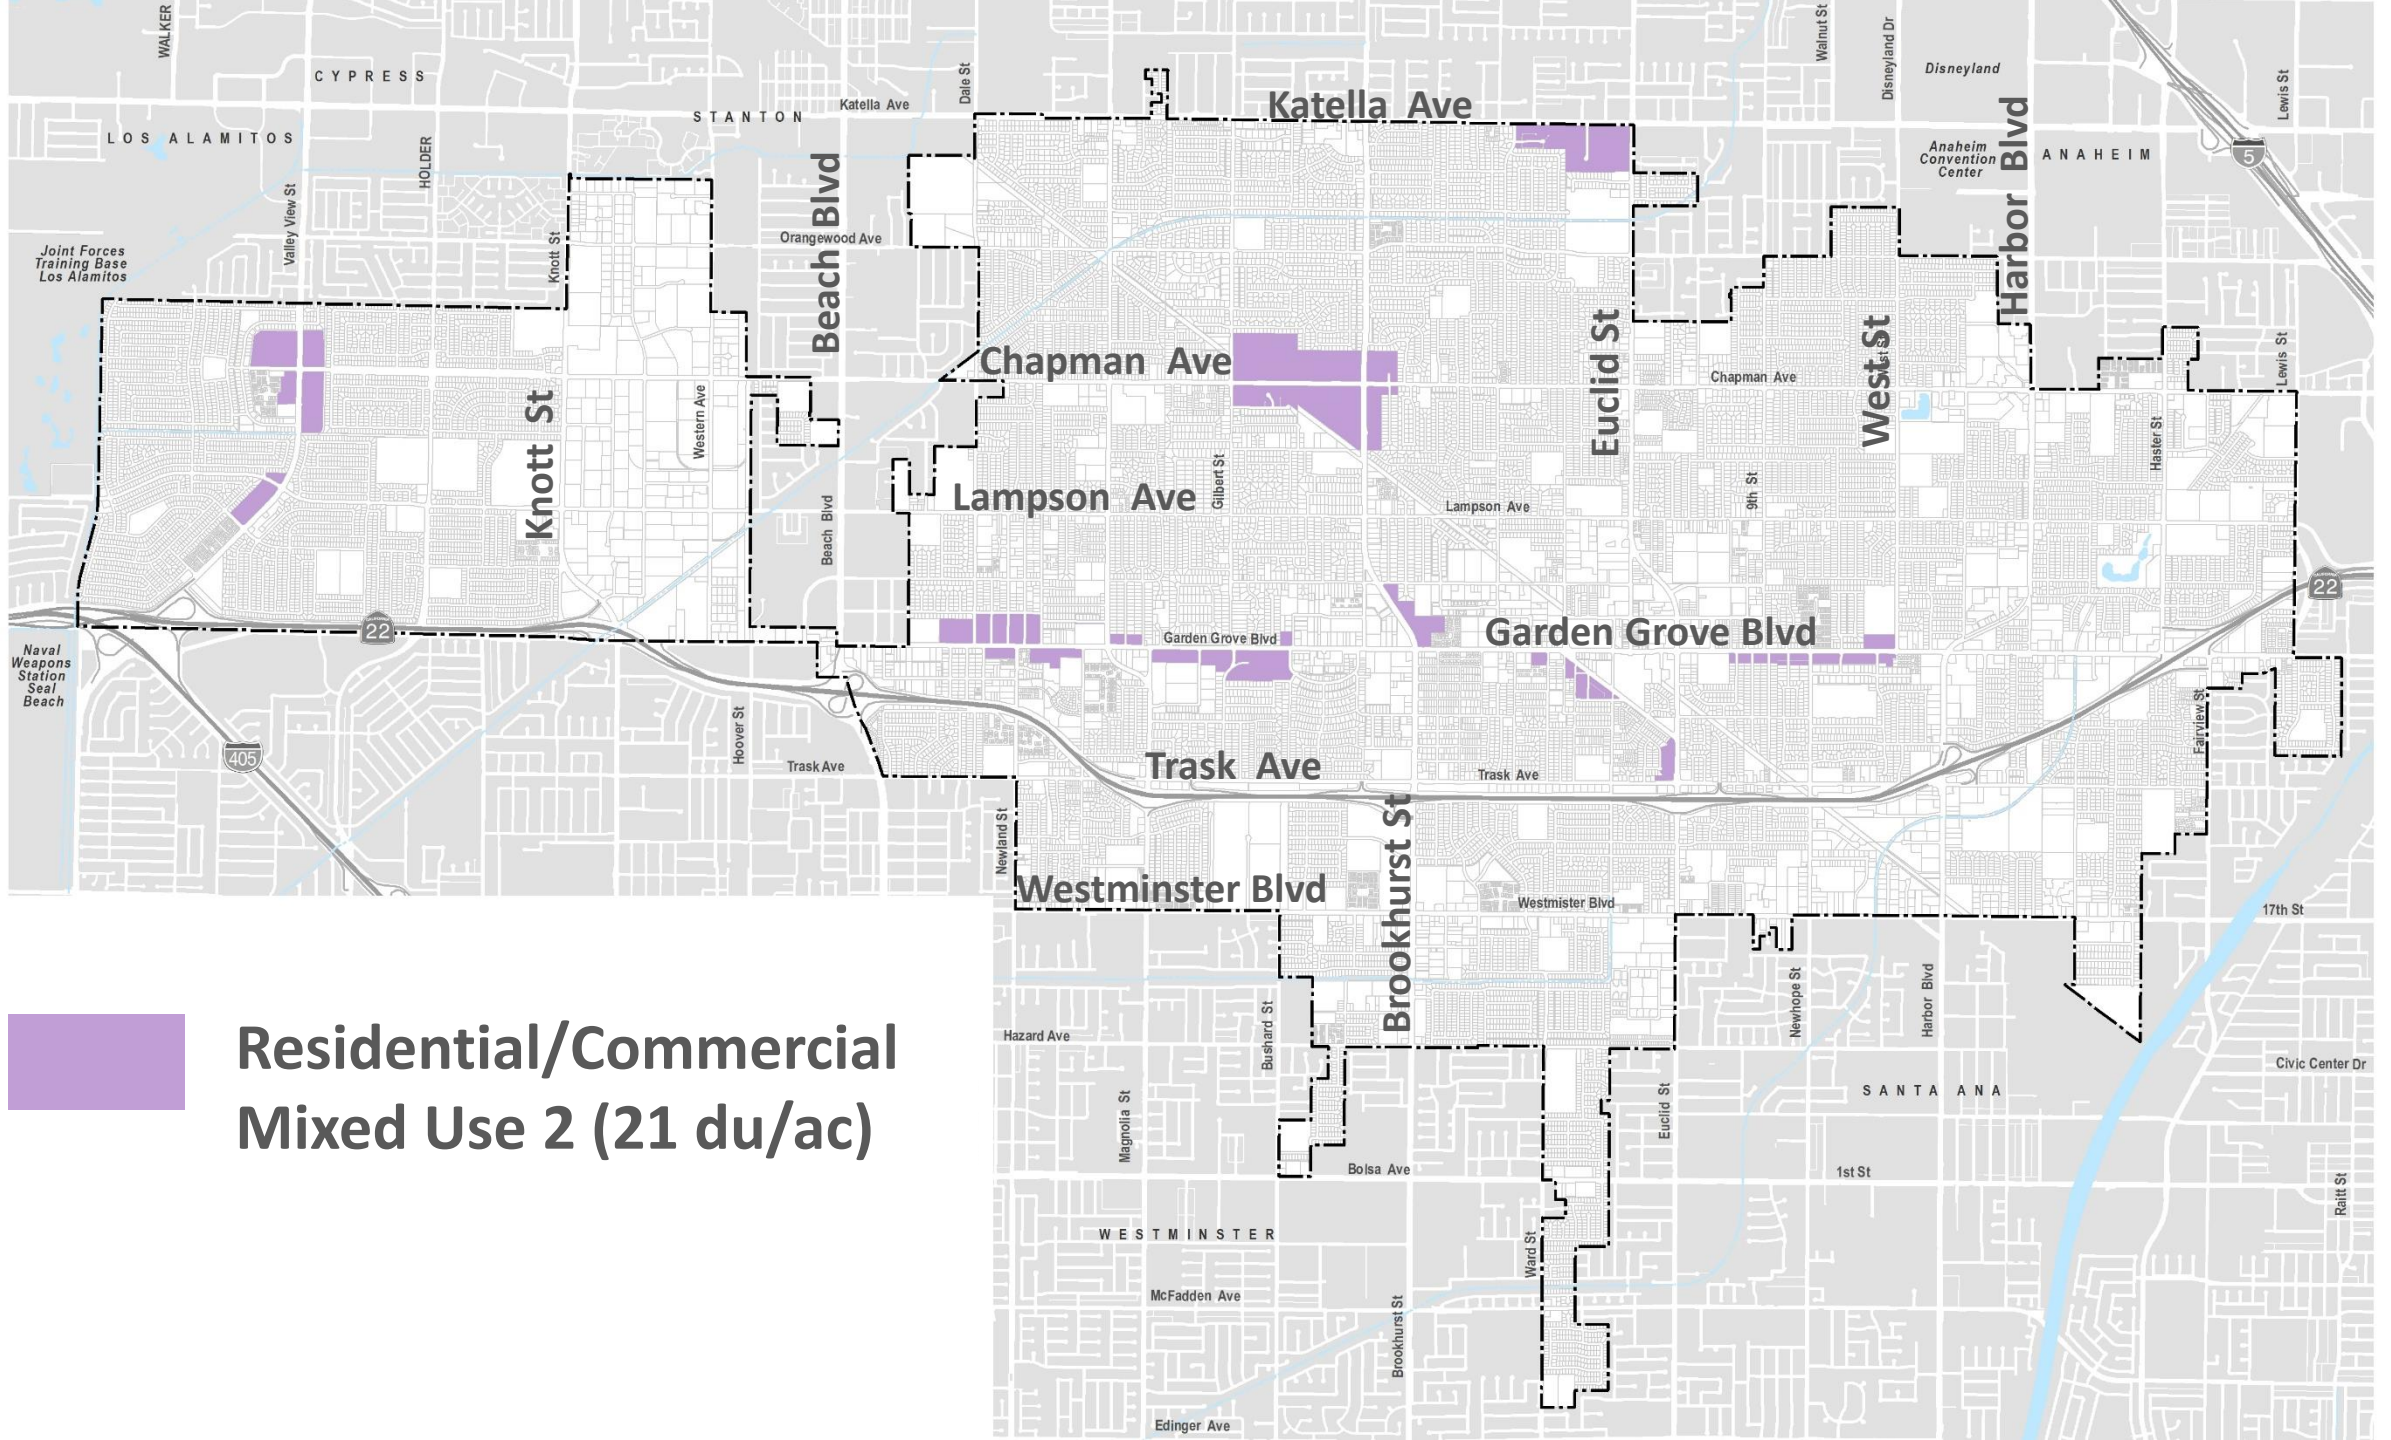 WALKER
CYPRESS
Dale St
Walnut St
Disneyland Dr
Disneyland
Lewis St
Katella Ave
Katella Ave
STANTON
LOS ALAMITOS
HOLDER
Harbor Blvd
Anaheim
Convention
Center
ANAHEIM
5
Valley View St
Beach Blvd
Orangewood Ave
Knott St
Joint Forces
Training Base
Los Alamitos
Chapman Ave
Euclid St
West St
Chapman Ave
Lewis St
Knott St
Western Ave
Haster St
Gilbert St
Lampson Ave
Lampson Ave
9th St
Beach Blvd
22
22
Garden Grove Blvd
Garden Grove Blvd
Naval
Weapons
Station
Seal
Beach
405
Hoover St
Trask Ave
Trask Ave
Trask Ave
Fairview St
Newland St
Brookhurst St
Westminster Blvd
Westmister Blvd
17th St
Hazard Ave
Bushard St
Newhope St
Harbor Blvd
Residential/Commercial
Mixed Use 2 (21 du/ac)
Civic Center Dr
SANTA ANA
Magnolia St
Euclid St
Bolsa Ave
1st St
Raitt St
WESTMINSTER
Ward St
McFadden Ave
Brookhurst St
Edinger Ave